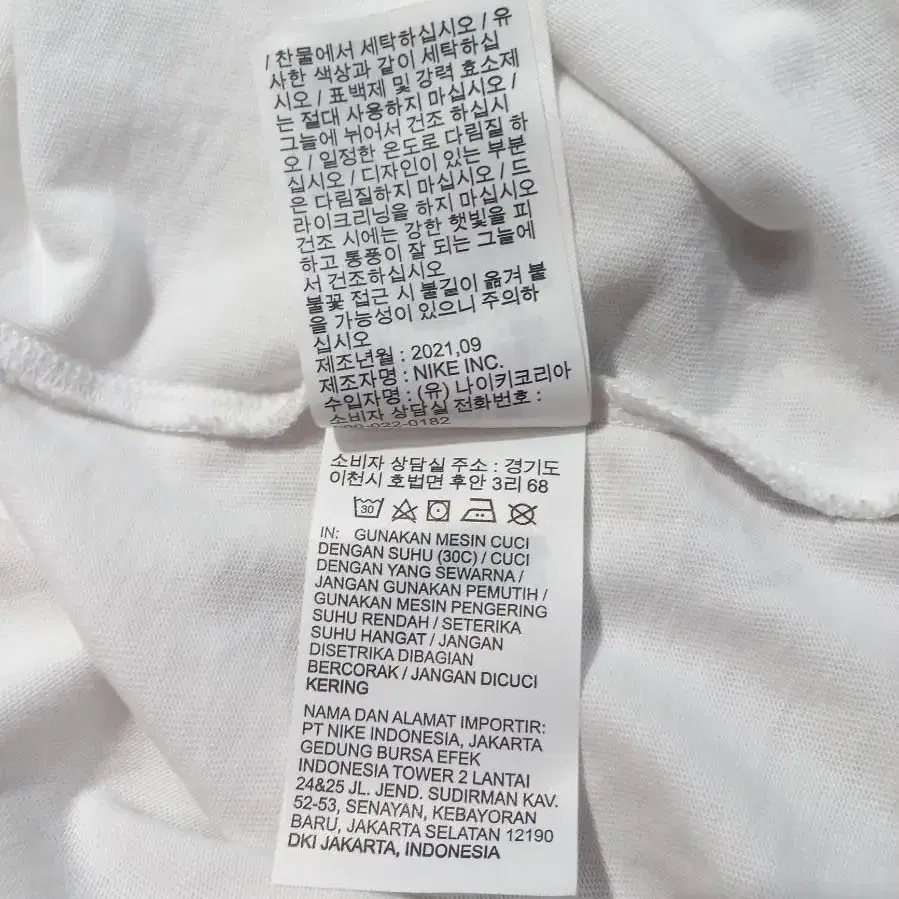 / 찬물에서 세탁하십시오 / 유
사한 색상과 같이 세탁하십
시오 / 표백제 및 강력 효소제
는 절대 사용하지 마십시오 /
그늘에 뉘어서 건조 하십시
오 / 일정한 온도로 다림질 하
십시오 / 디자인이 있는 부분
은 다림질하지 마십시오 / 드
라이크리닝을 하지 마십시오
건조 시에는 강한 햇빛을 피
하고 통풍이 잘 되는 그늘에
서 건조하십시오
불꽃 접근 시 불길이 옮겨 붙
을 가능성이 있으니 주의하
십시오
제조년월 : 2021,09
제조자명 : NIKE INC.
수입자명 : (유) 나이키코리아
소비자 상담실 전화번호 :
022-0182
소비자 상담실 주소 : 경기도
이천시 호법면 후안 3리 68
30
IN: GUNAKAN MESIN CUCI
DENGAN SUHU (30C) / CUCI
DENGAN YANG SEWARNA /
JANGAN GUNAKAN PEMUTIH /
GUNAKAN MESIN PENGERING
SUHU RENDAH / SETERIKA
SUHU HANGAT / JANGAN
DISETRIKA DIBAGIAN
BERCORAK / JANGAN DICUCI
KERING
NAMA DAN ALAMAT IMPORTIR:
PT NIKE INDONESIA, JAKARTA
GEDUNG BURSA EFEK
INDONESIA TOWER 2 LANTAI
24&25 JL. JEND. SUDIRMAN KAV.
52-53, SENAYAN, KEBAYORAN
BARU, JAKARTA SELATAN 12190
DKI JAKARTA, INDONESIA